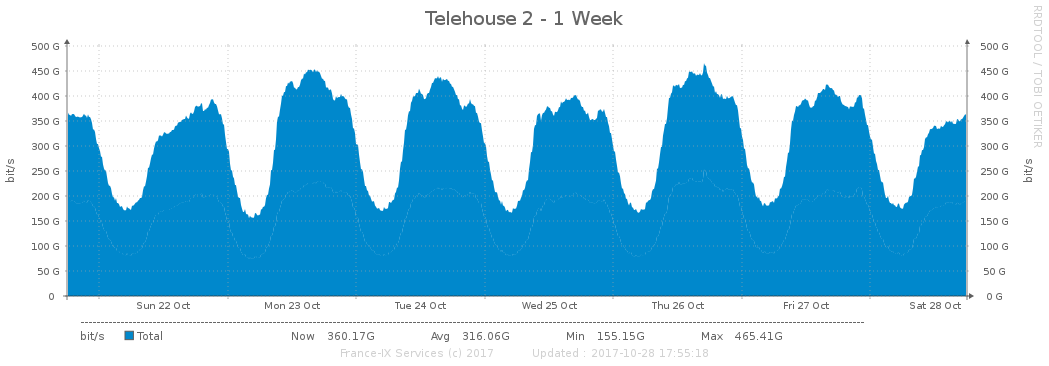 Telehouse 2 - 1 Week
RRDTOOL / TOBI OETIKER
500 G 500 G
450 G 450 G
400 G 400 G
350 G 350 G
300 G 300 G
250 G 250 G
200 G 200 G
150 G 150 G
100 G 100 G
50 G 50 G
0 0 G
bit/s bit/s
Sun 22 Oct Mon 23 Oct Tue 24 Oct Wed 25 Oct Thu 26 Oct Fri 27 Oct Sat 28 Oct
bit/s Total Now 360.17G Avg 316.06G Min 155.15G Max 465.41G
France-IX Services (c) 2017 Updated : 2017-10-28 17:55:18